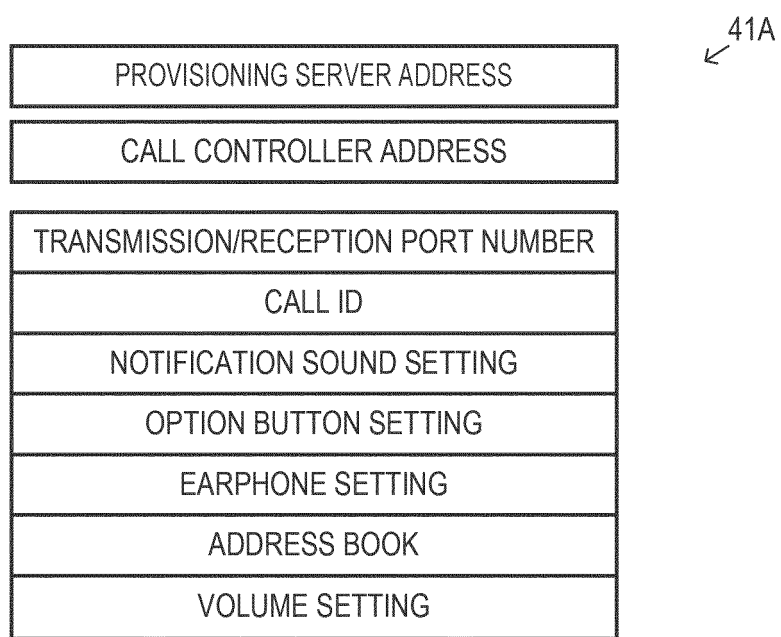 41A
PROVISIONING SERVER ADDRESS
CALL CONTROLLER ADDRESS
TRANSMISSION/RECEPTION PORT NUMBER
CALL ID
NOTIFICATION SOUND SETTING
OPTION BUTTON SETTING
EARPHONE SETTING
ADDRESS BOOK
VOLUME SETTING